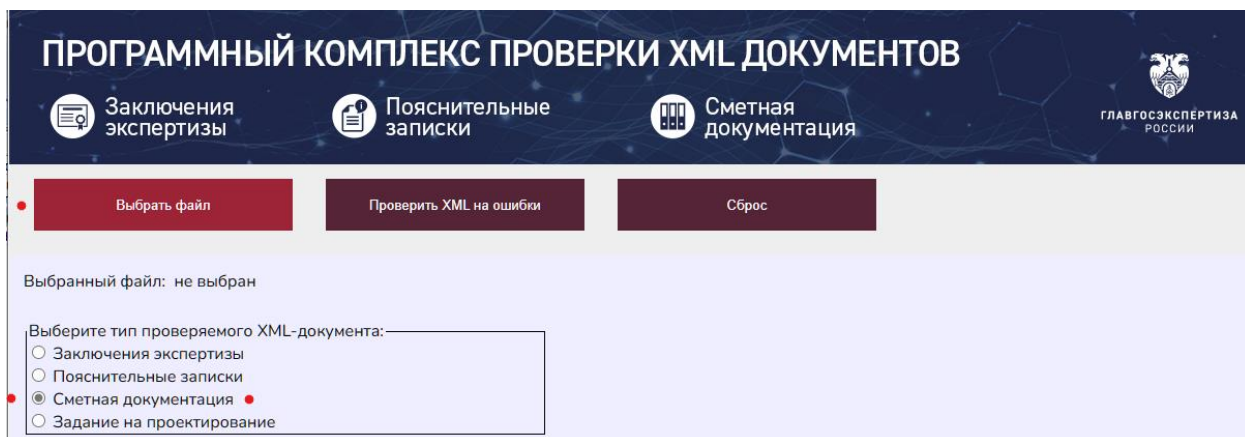 ПРОГРАММНЫЙ КОМПЛЕКС ПРОВЕРКИ XML ДОКУМЕНТОВ
Заключения
экспертизы
Пояснительные
записки
Сметная
документация
ГЛАВГОСЭКСПЕРТИЗА
РОССИИ
Выбрать файл
Проверить XML на ошибки
Сброс
Выбранный файл: не выбран
Выберите тип проверяемого XML-документа:
Заключения экспертизы
Пояснительные записки
Сметная документация
Задание на проектирование